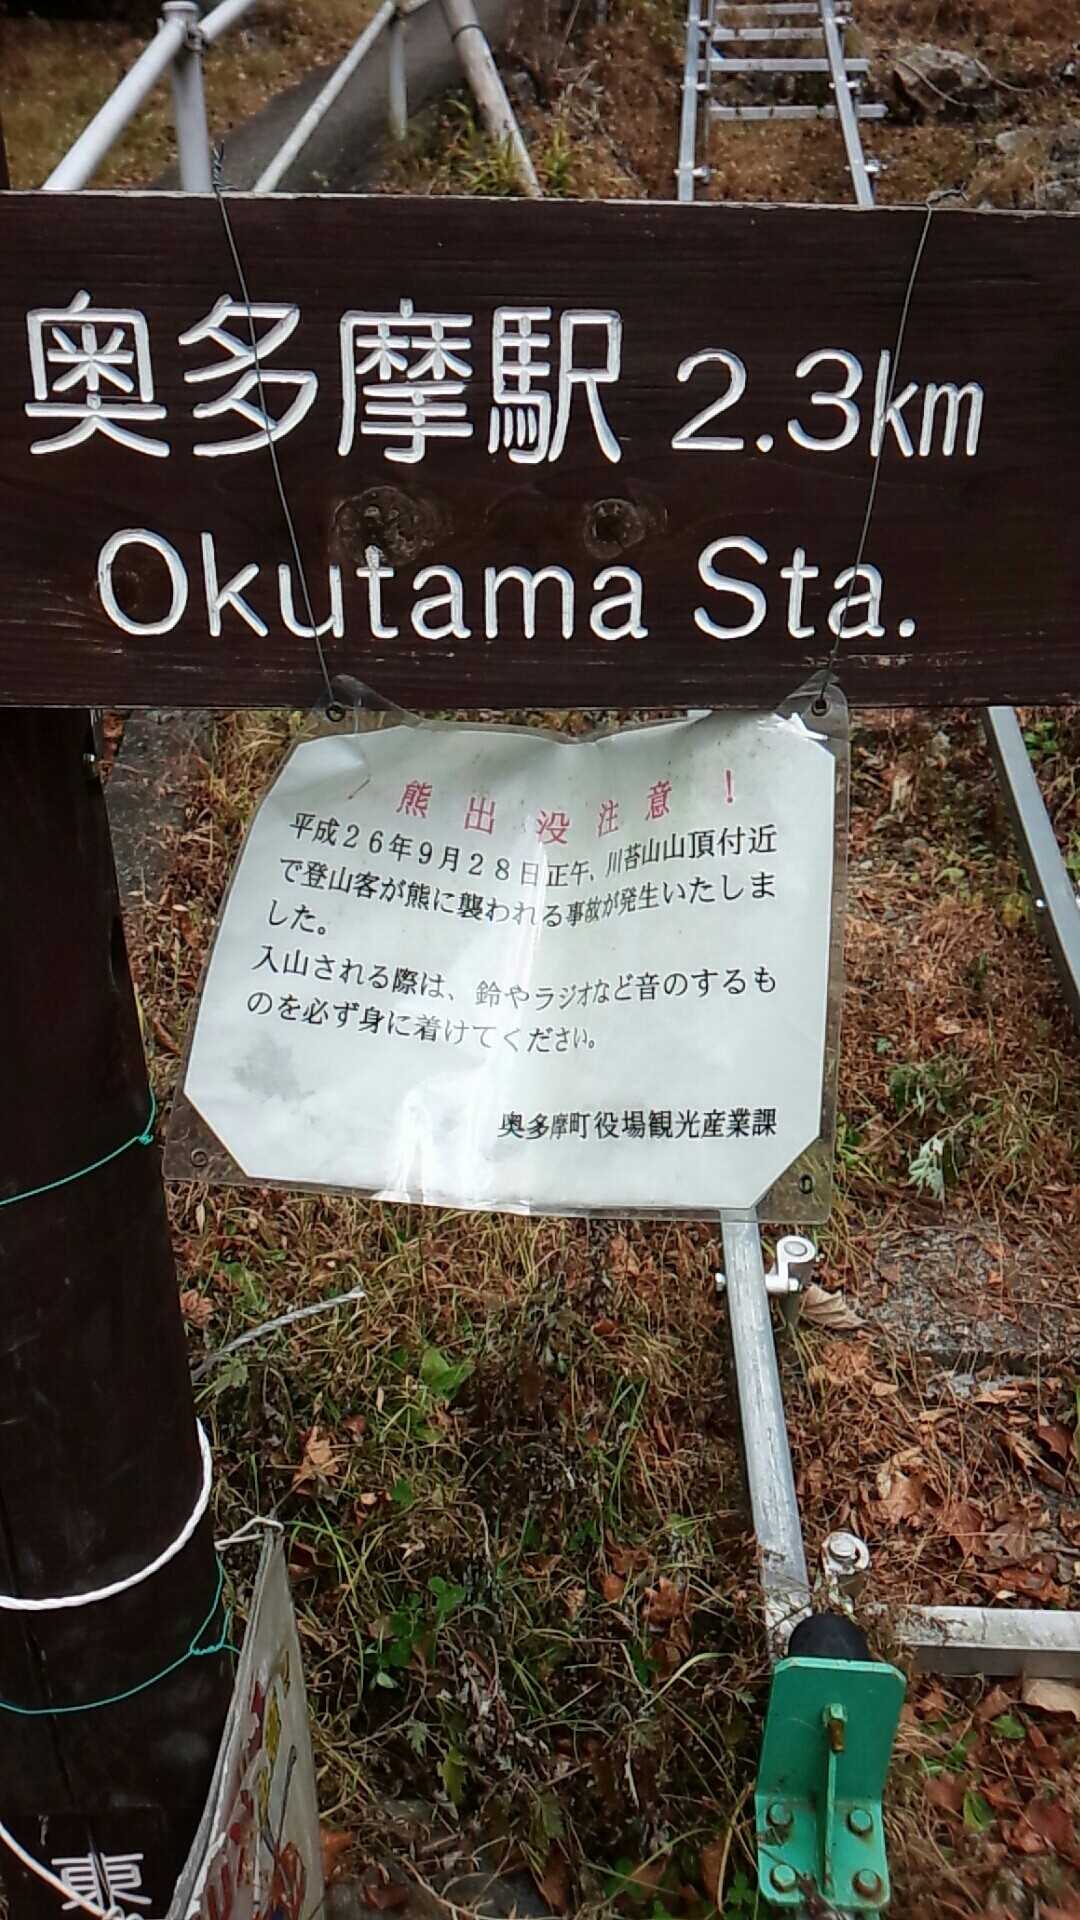 奥多摩駅 2.3km
Okutama Sta.
！熊出没注意！
平成26年9月28日正午、川苔山山頂付近
で登山客が熊に襲われる事故が発生いたしま
した。
入山される際は、鈴やラジオなど音のするも
のを必ず身に着けてください。
奥多摩町役場観光産業課
東